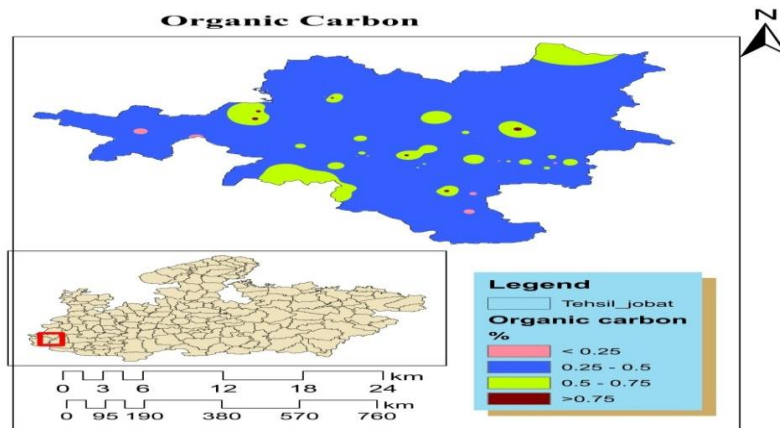 Organic Carbon
N
Legend
Tehsil_jobat
Organic carbon
%
< 0.25
0.25 - 0.5
0.5 - 0.75
>0.75
km
0 3 6 12 18 24
km
0 95 190 380 570 760